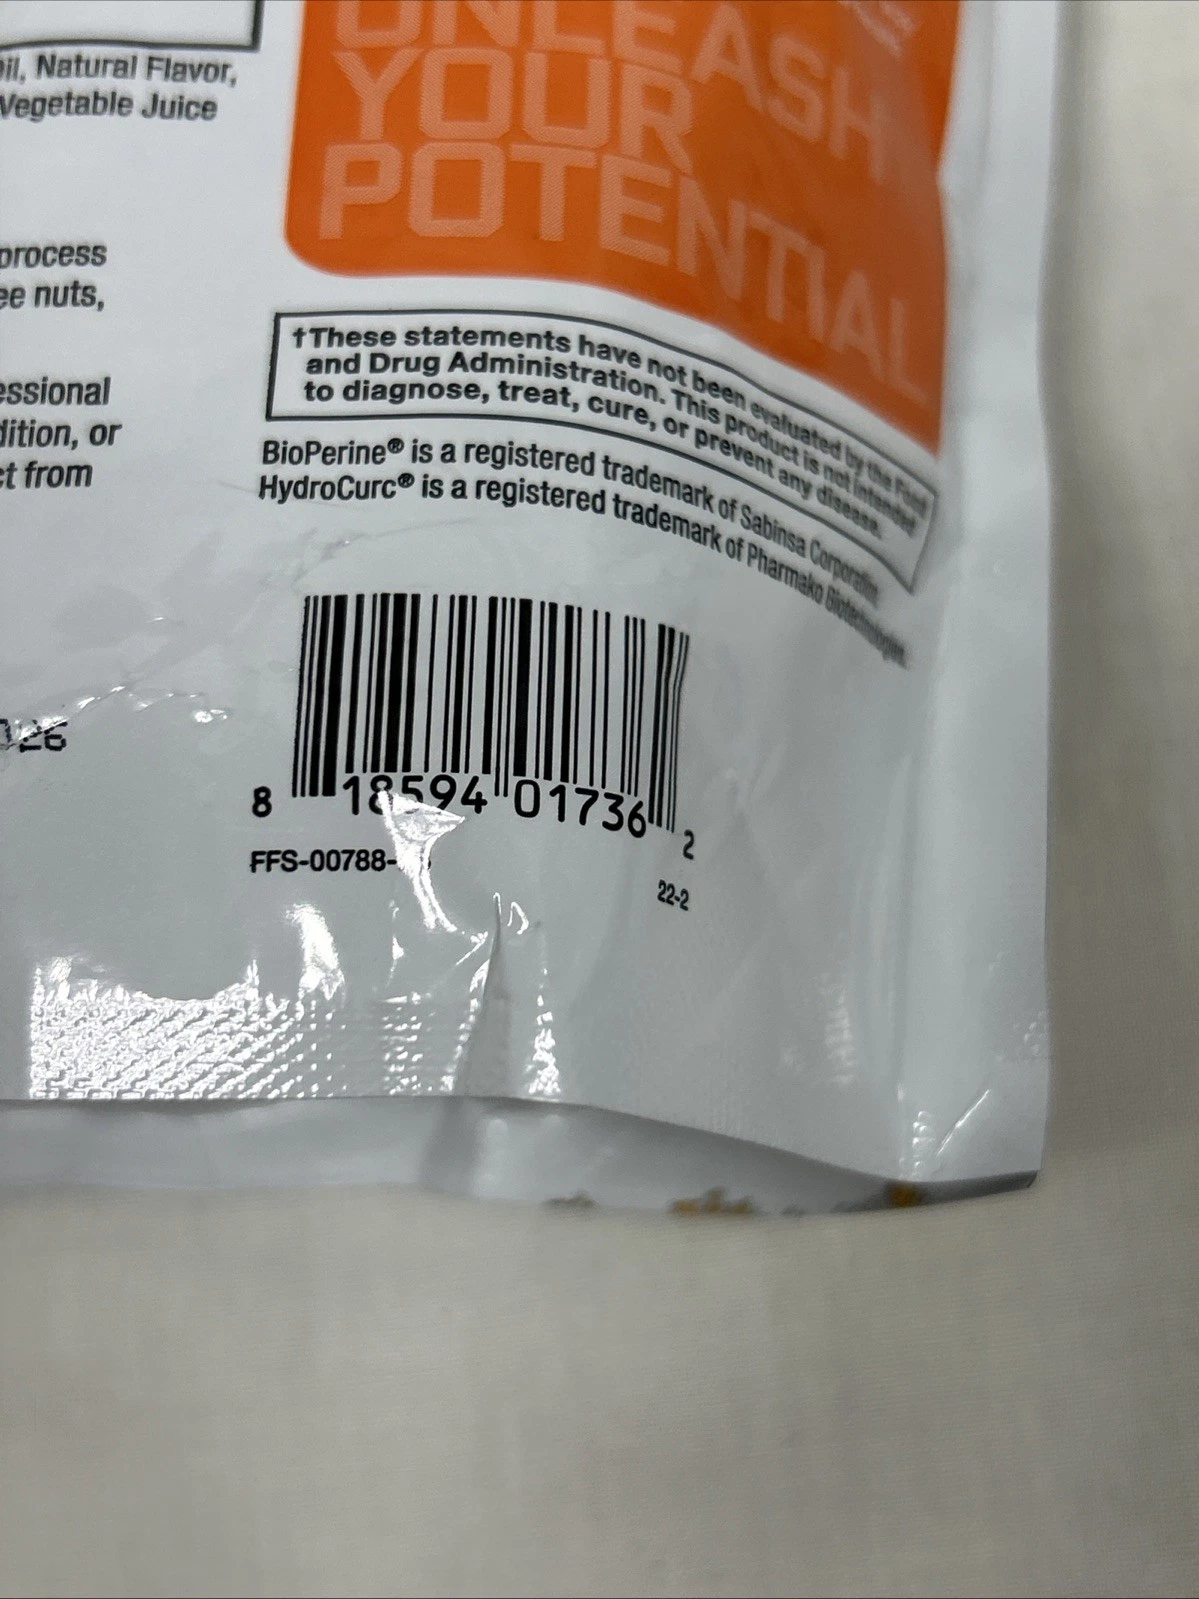 oil, Natural Flavor,
Vegetable Juice
process
ee nuts,
essional
dition, or
ct from
026
UNLEASH
YOUR
POTENTIAL
†These statements have not been evaluated by the Food
and Drug Administration. This product is not intended
to diagnose, treat, cure, or prevent any disease.
BioPerine® is a registered trademark of Sabinsa Corporation.
HydroCurc® is a registered trademark of Pharmako Biotechnologies.
8 18594 01736 2
FFS-00788-
22-2